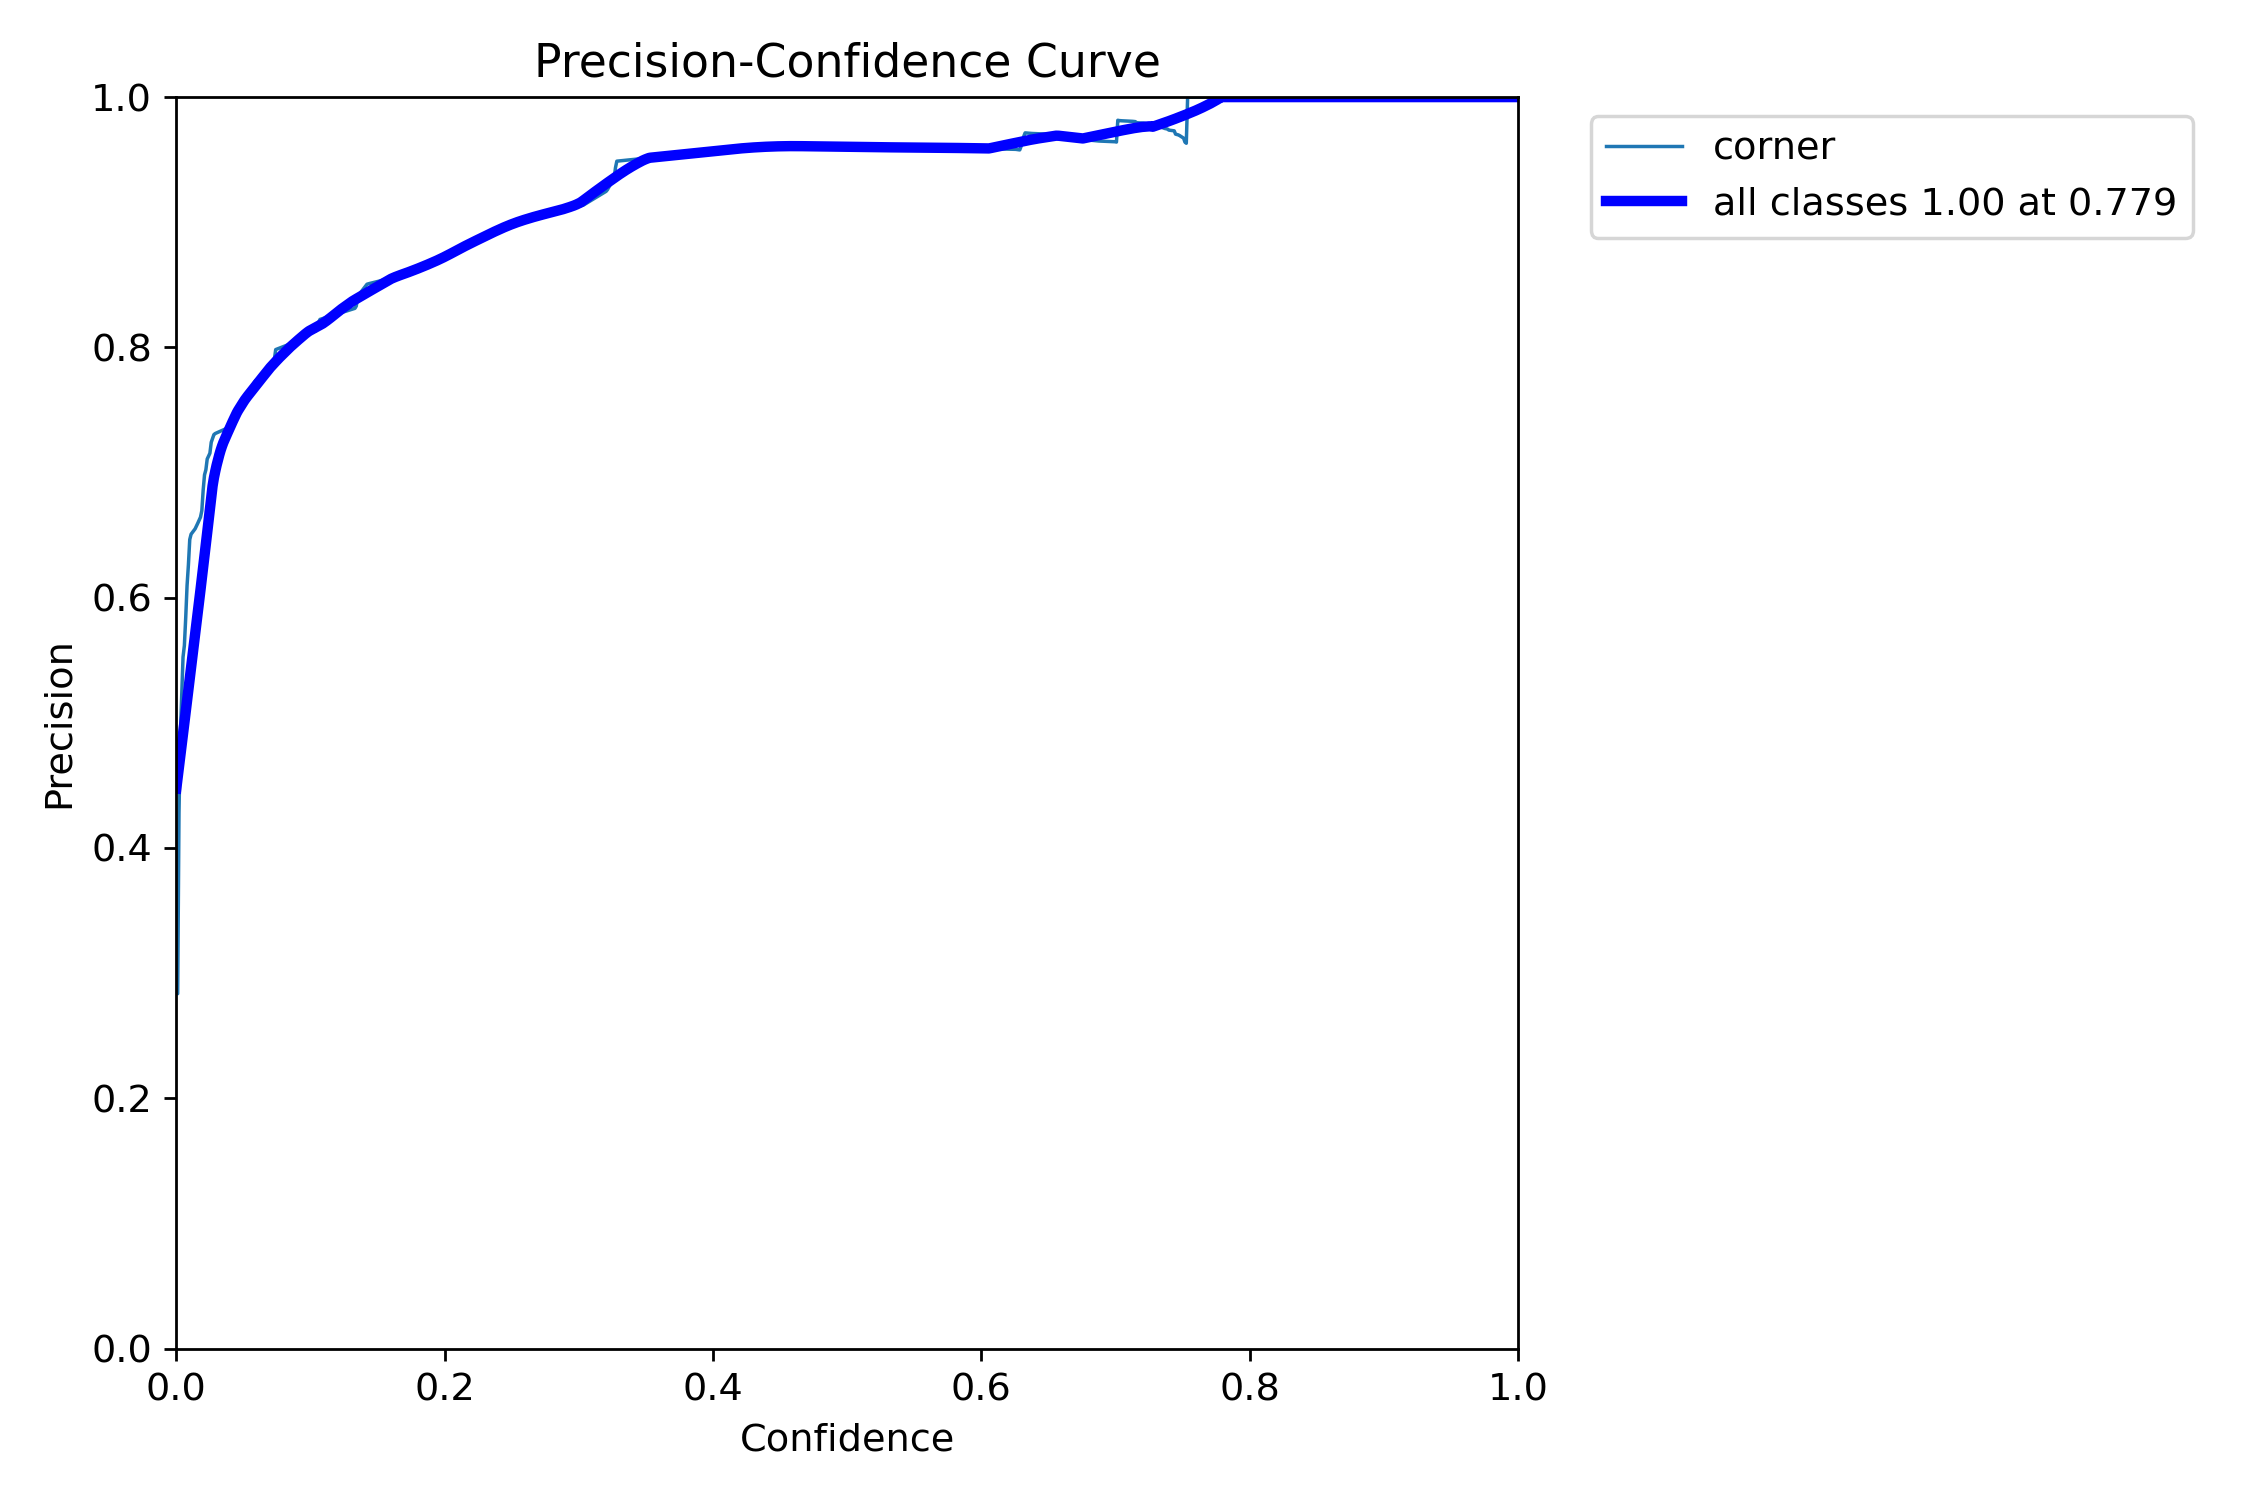 Precision-Confidence Curve
1.0
0.8
0.6
0.4
0.2
0.0
Precision
0.0 0.2 0.4 0.6 0.8 1.0
Confidence
corner
all classes 1.00 at 0.779